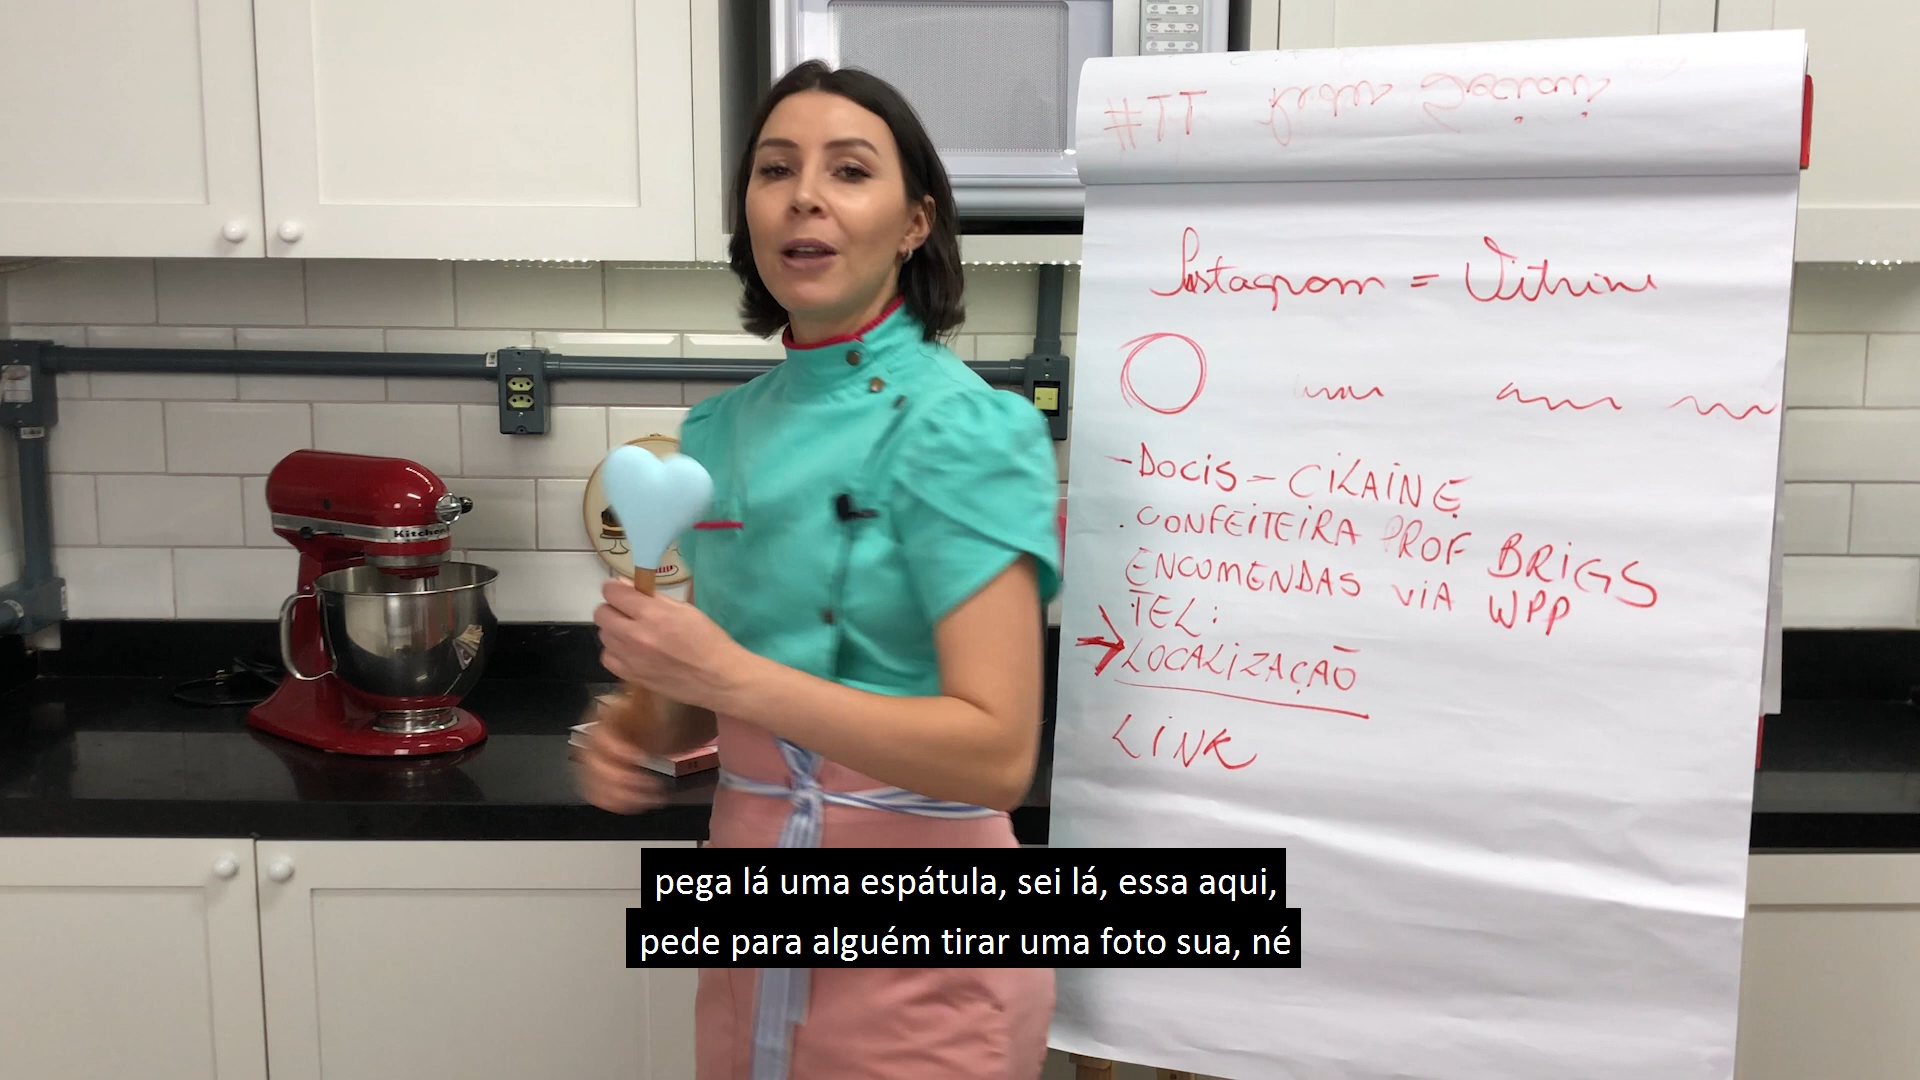 #TT
Instagram = Vitrine
- DOCIS - CILAINE
. CONFEITEIRA PROF BRIGS
ENCOMENDAS VIA WPP
TEL:
LOCALIZAÇÃO
LINK
Kitchen
pega lá uma espátula, sei lá, essa aqui,
pede para alguém tirar uma foto sua, né